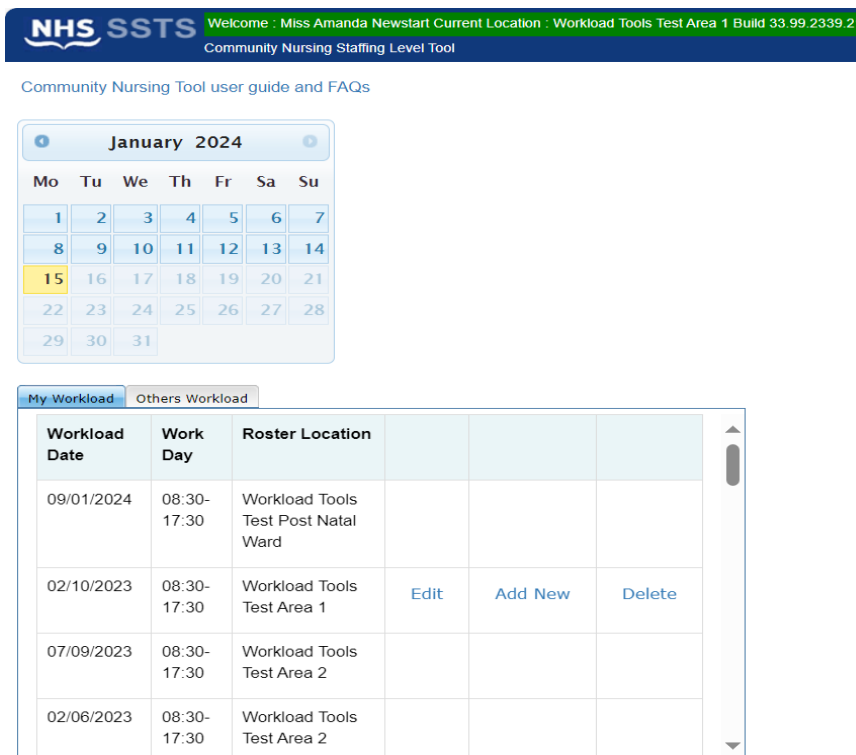 NHS SSTS
Welcome : Miss Amanda Newstart Current Location : Workload Tools Test Area 1 Build 33.99.2339.2
Community Nursing Staffing Level Tool
Community Nursing Tool user guide and FAQs
January 2024
Mo Tu We Th Fr Sa Su
1 2 3 4 5 6 7
8 9 10 11 12 13 14
15 16 17 18 19 20 21
22 23 24 25 26 27 28
29 30 31
My Workload Others Workload
Workload Work Roster Location
Date Day
09/01/2024 08:30- Workload Tools
17:30 Test Post Natal
Ward
02/10/2023 08:30- Workload Tools Edit Add New Delete
17:30 Test Area 1
07/09/2023 08:30- Workload Tools
17:30 Test Area 2
02/06/2023 08:30- Workload Tools
17:30 Test Area 2